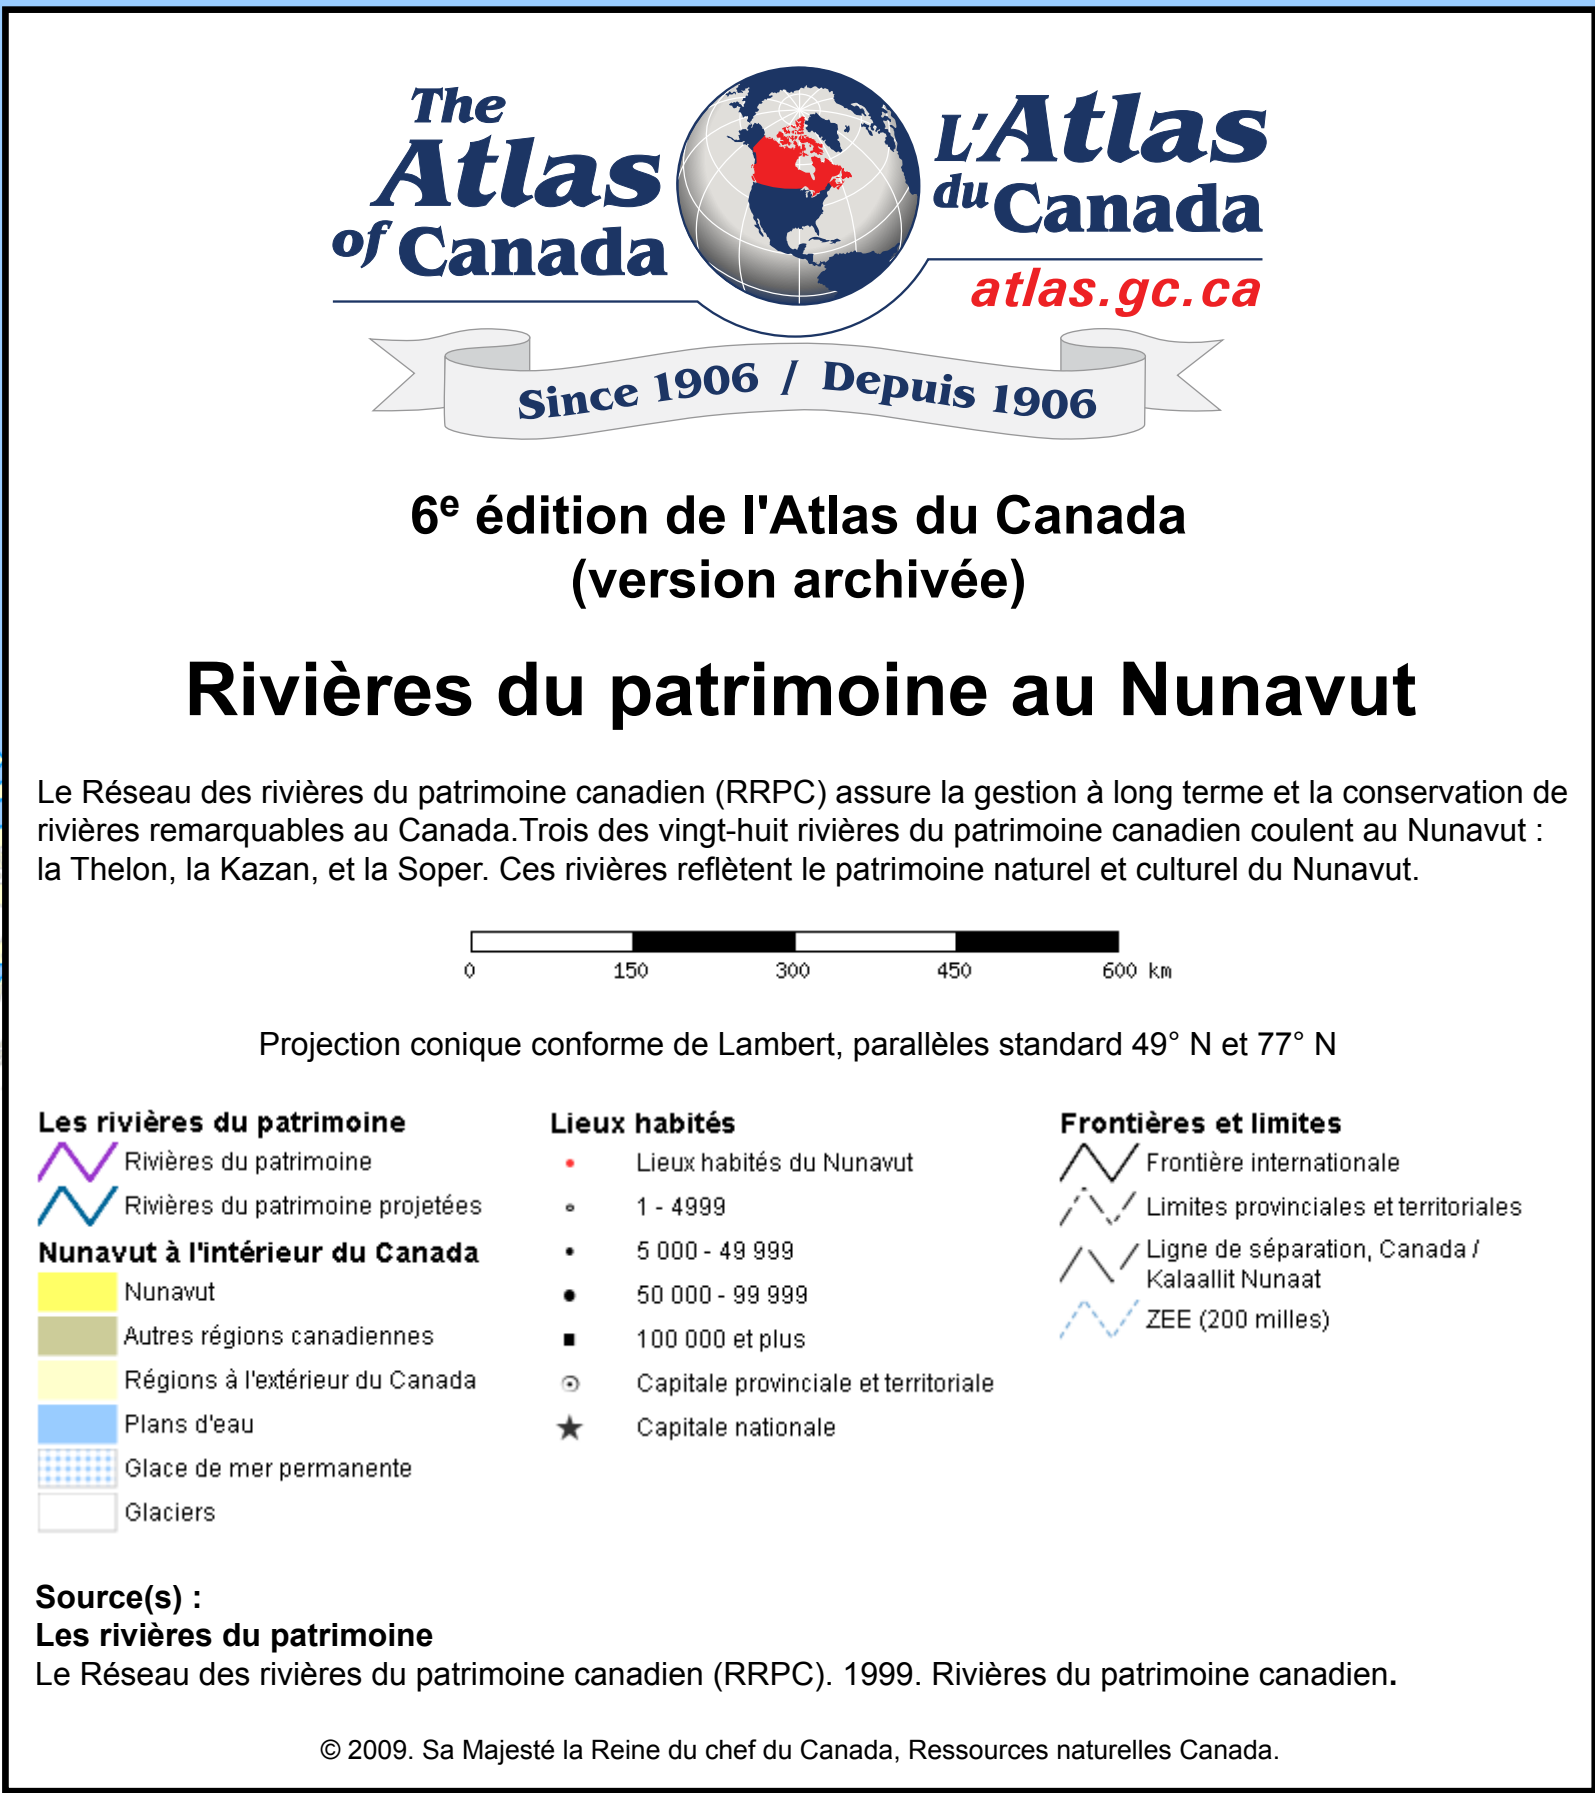 The
Atlas
of Canada
L'Atlas
du Canada
atlas.gc.ca
Since 1906 / Depuis 1906
6e édition de l'Atlas du Canada
(version archivée)
Rivières du patrimoine au Nunavut
Le Réseau des rivières du patrimoine canadien (RRPC) assure la gestion à long terme et la conservation de
rivières remarquables au Canada.Trois des vingt-huit rivières du patrimoine canadien coulent au Nunavut :
la Thelon, la Kazan, et la Soper. Ces rivières reflètent le patrimoine naturel et culturel du Nunavut.
0 150 300 450 600 km
Projection conique conforme de Lambert, parallèles standard 49° N et 77° N
Les rivières du patrimoine
Rivières du patrimoine
Rivières du patrimoine projetées
Nunavut à l'intérieur du Canada
Nunavut
Autres régions canadiennes
Régions à l'extérieur du Canada
Plans d'eau
Glace de mer permanente
Glaciers
Lieux habités
Lieux habités du Nunavut
1 - 4999
5 000 - 49 999
50 000 - 99 999
100 000 et plus
Capitale provinciale et territoriale
Capitale nationale
Frontières et limites
Frontière internationale
Limites provinciales et territoriales
Ligne de séparation, Canada /
Kalaallit Nunaat
ZEE (200 milles)
Source(s) :
Les rivières du patrimoine
Le Réseau des rivières du patrimoine canadien (RRPC). 1999. Rivières du patrimoine canadien.
© 2009. Sa Majesté la Reine du chef du Canada, Ressources naturelles Canada.